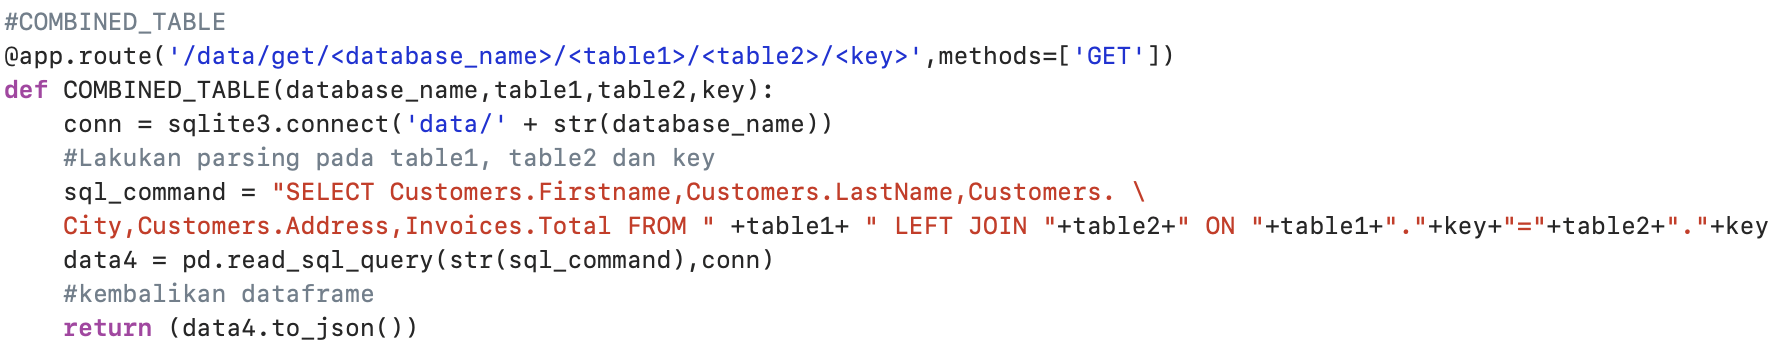 #COMBINED_TABLE
@app.route('/data/get/<database_name>/<table1>/<table2>/<key>',methods=['GET'])
def COMBINED_TABLE(database_name,table1,table2,key):
    conn = sqlite3.connect('data/' + str(database_name))
    #Lakukan parsing pada table1, table2 dan key
    sql_command = "SELECT Customers.Firstname,Customers.LastName,Customers. \
    City,Customers.Address,Invoices.Total FROM " +table1+ " LEFT JOIN "+table2+" ON "+table1+"."+key+"="+table2+"."+key
    data4 = pd.read_sql_query(str(sql_command),conn)
    #kembalikan dataframe
    return (data4.to_json())